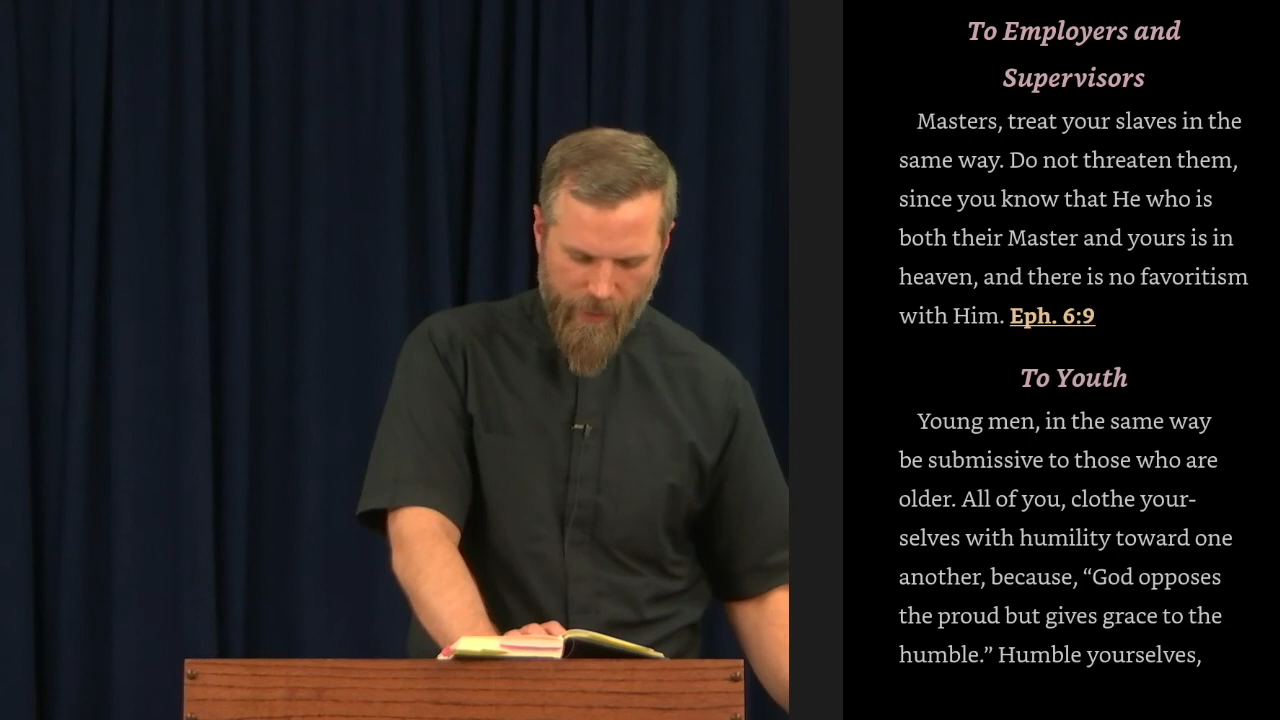 To Employers and
Supervisors
Masters, treat your slaves in the
same way. Do not threaten them,
since you know that He who is
both their Master and yours is in
heaven, and there is no favoritism
with Him. Eph. 6:9
To Youth
Young men, in the same way
be submissive to those who are
older. All of you, clothe your-
selves with humility toward one
another, because, “God opposes
the proud but gives grace to the
humble.” Humble yourselves,